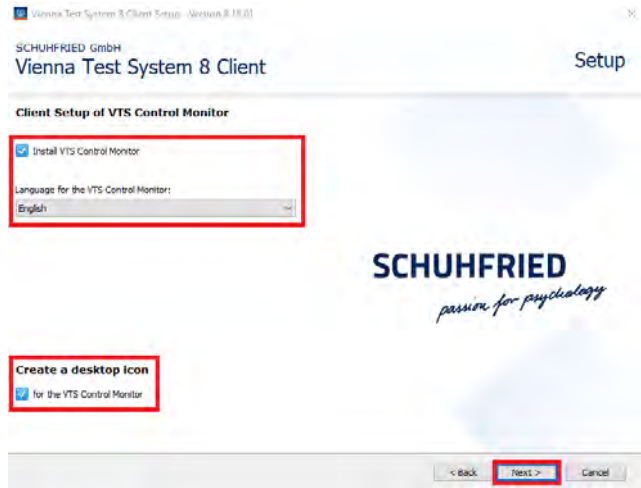 Vienna Test System 8 Client Setup - Version 8.18.01
SCHUHFRIED GmbH
Vienna Test System 8 Client
Setup
Client Setup of VTS Control Monitor
Install VTS Control Monitor
Language for the VTS Control Monitor:
English
SCHUHFRIED
passion for psychology
Create a desktop icon
for the VTS Control Monitor
< Back
Next >
Cancel